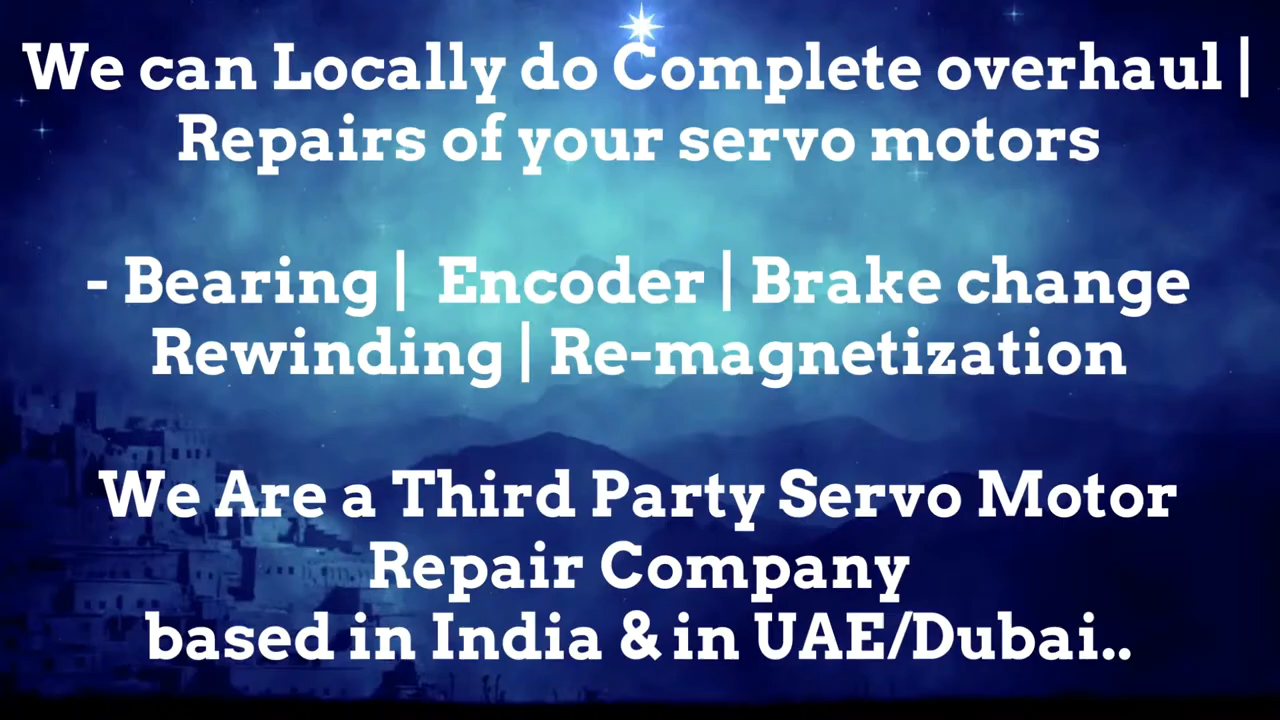 We can Locally do Complete overhaul |
Repairs of your servo motors
- Bearing | Encoder | Brake change
Rewinding | Re-magnetization
We Are a Third Party Servo Motor
Repair Company
based in India & in UAE/Dubai..